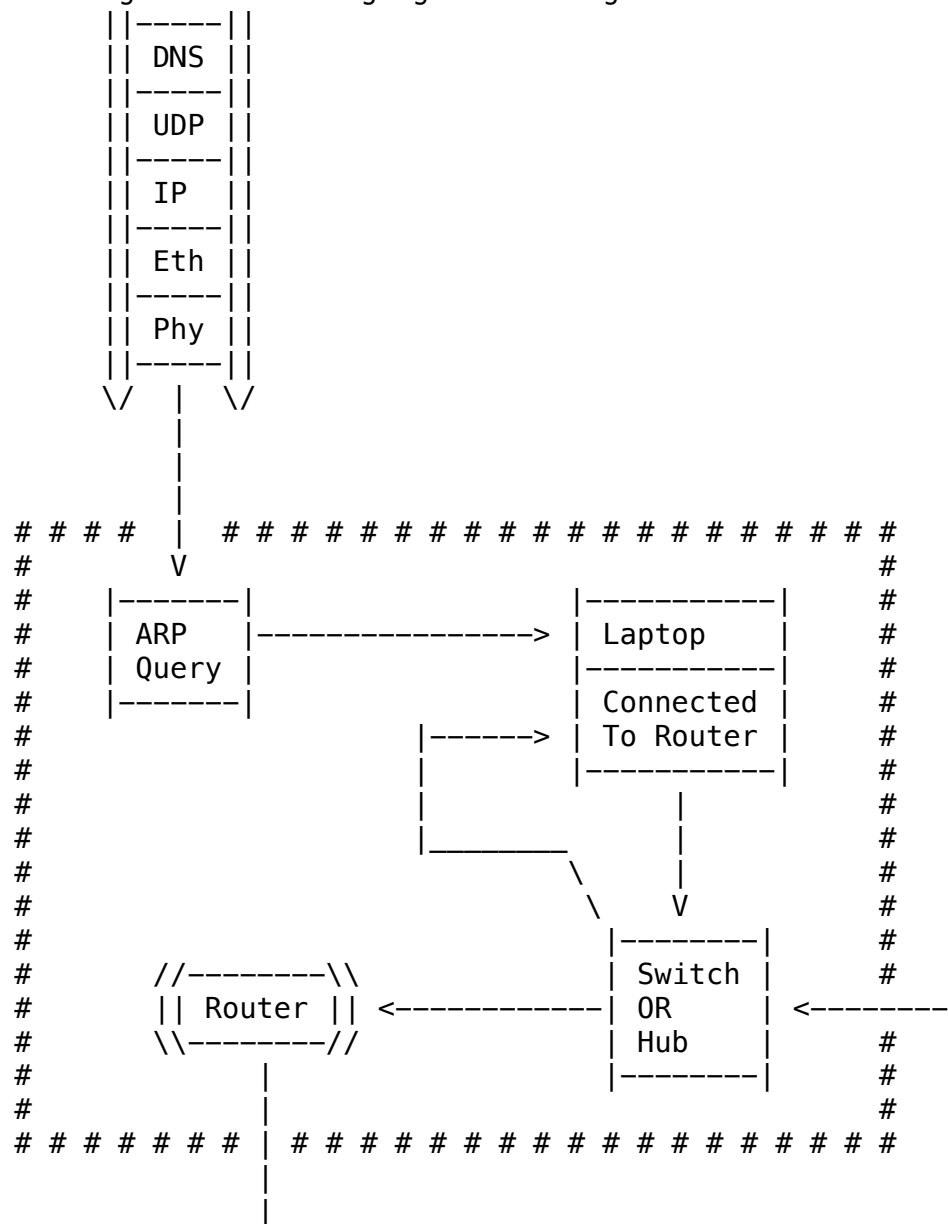 DNS
UDP
IP
Eth
Phy
ARP
Query
Laptop
Connected
To Router
Switch
OR
Hub
Router